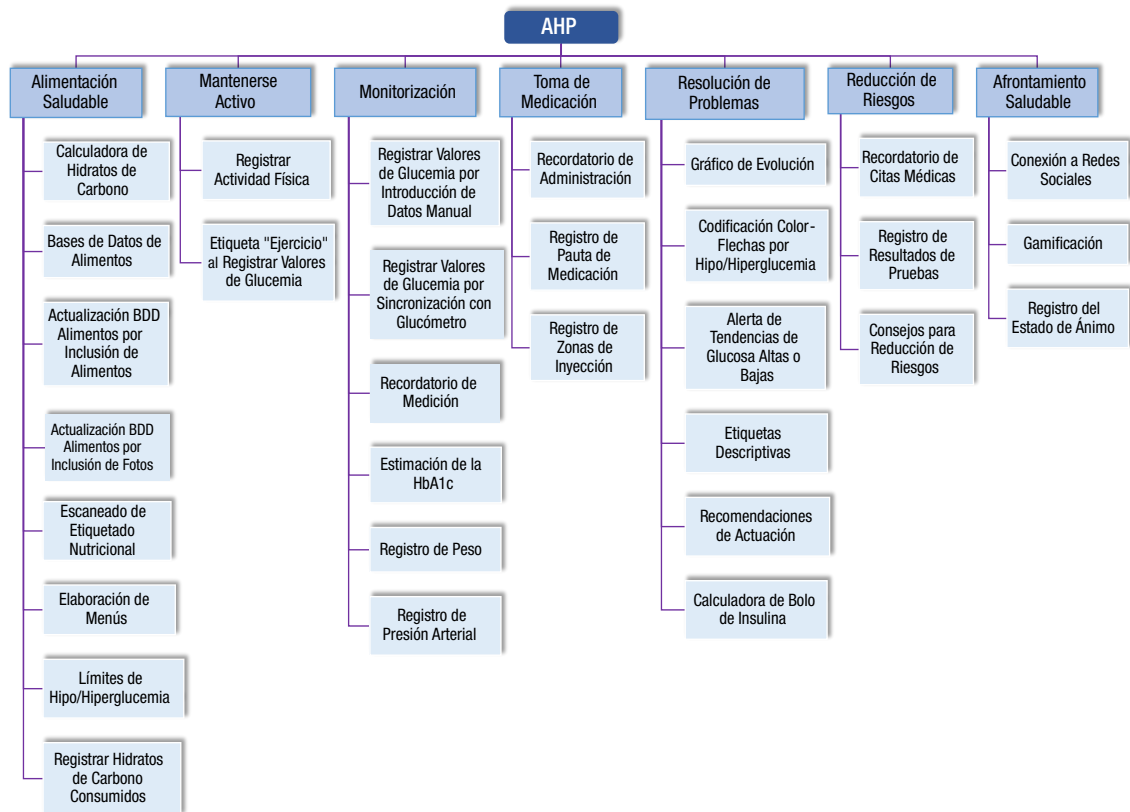 AHP
Alimentación
Saludable
Calculadora de
Hidratos de
Carbono
Bases de Datos de
Alimentos
Actualización BDD
Alimentos por
Inclusión de
Alimentos
Actualización BDD
Alimentos por
Inclusión de Fotos
Escaneado de
Etiquetado
Nutricional
Elaboración de
Menús
Límites de
Hipo/Hiperglucemia
Registrar Hidratos
de Carbono
Consumidos
Mantenerse
Activo
Registrar
Actividad Física
Etiqueta "Ejercicio"
al Registrar Valores
de Glucemia
Monitorización
Registrar Valores
de Glucemia por
Introducción de
Datos Manual
Registrar Valores
de Glucemia por
Sincronización con
Glucómetro
Recordatorio de
Medición
Estimación de la
HbA1c
Registro de Peso
Registro de
Presión Arterial
Toma de
Medicación
Recordatorio de
Administración
Registro de
Pauta de
Medicación
Registro de
Zonas de
Inyección
Resolución de
Problemas
Gráfico de Evolución
Codificación Color-
Flechas por
Hipo/Hiperglucemia
Alerta de
Tendencias de
Glucosa Altas o
Bajas
Etiquetas
Descriptivas
Recomendaciones
de Actuación
Calculadora de Bolo
de Insulina
Reducción de
Riesgos
Recordatorio de
Citas Médicas
Registro de
Resultados de
Pruebas
Consejos para
Reducción de
Riesgos
Afrontamiento
Saludable
Conexión a Redes
Sociales
Gamificación
Registro del
Estado de Ánimo